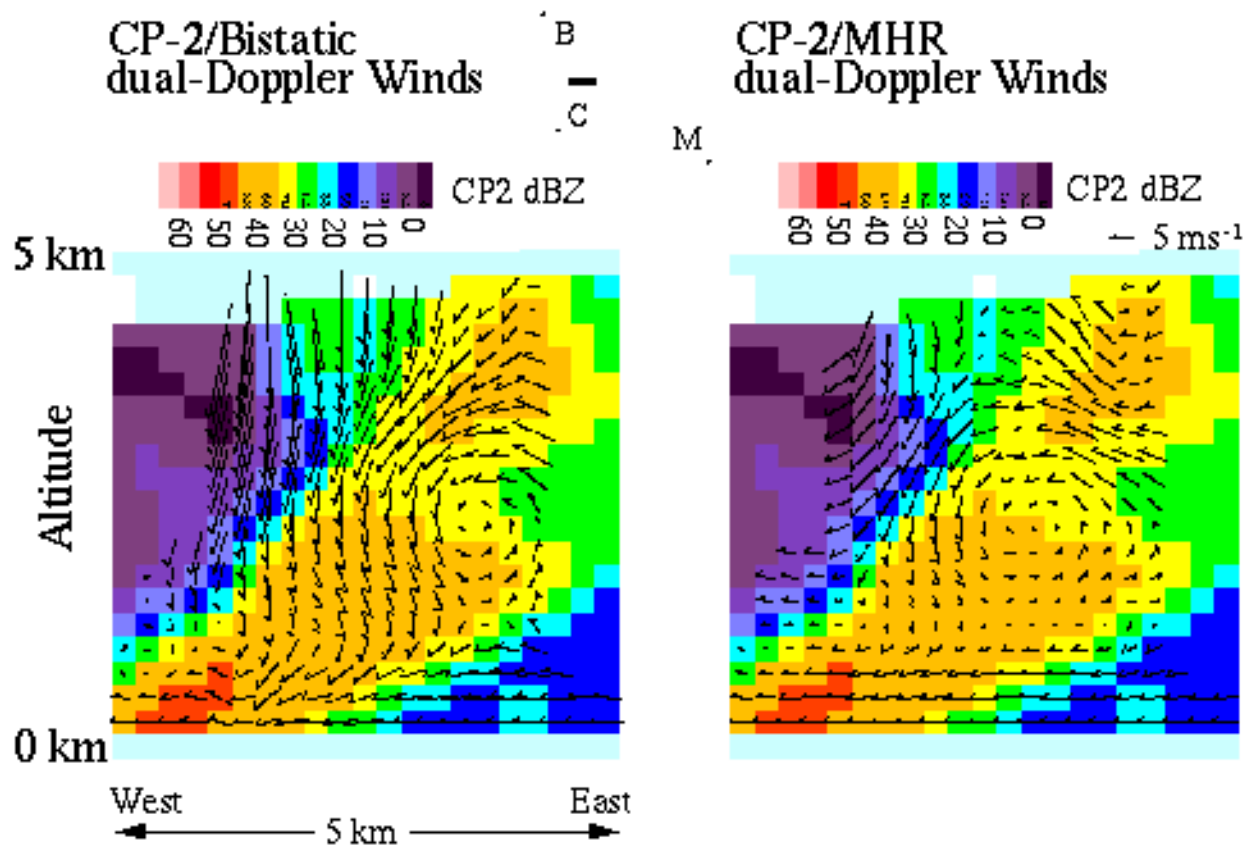 CP-2/Bistatic
dual-Doppler Winds
B
C
M
CP-2/MHR
dual-Doppler Winds
CP2 dBZ
60 50 40 30 20 10 0
CP2 dBZ
60 50 40 30 20 10 0
5 ms⁻¹
5 km
Altitude
0 km
West East
5 km